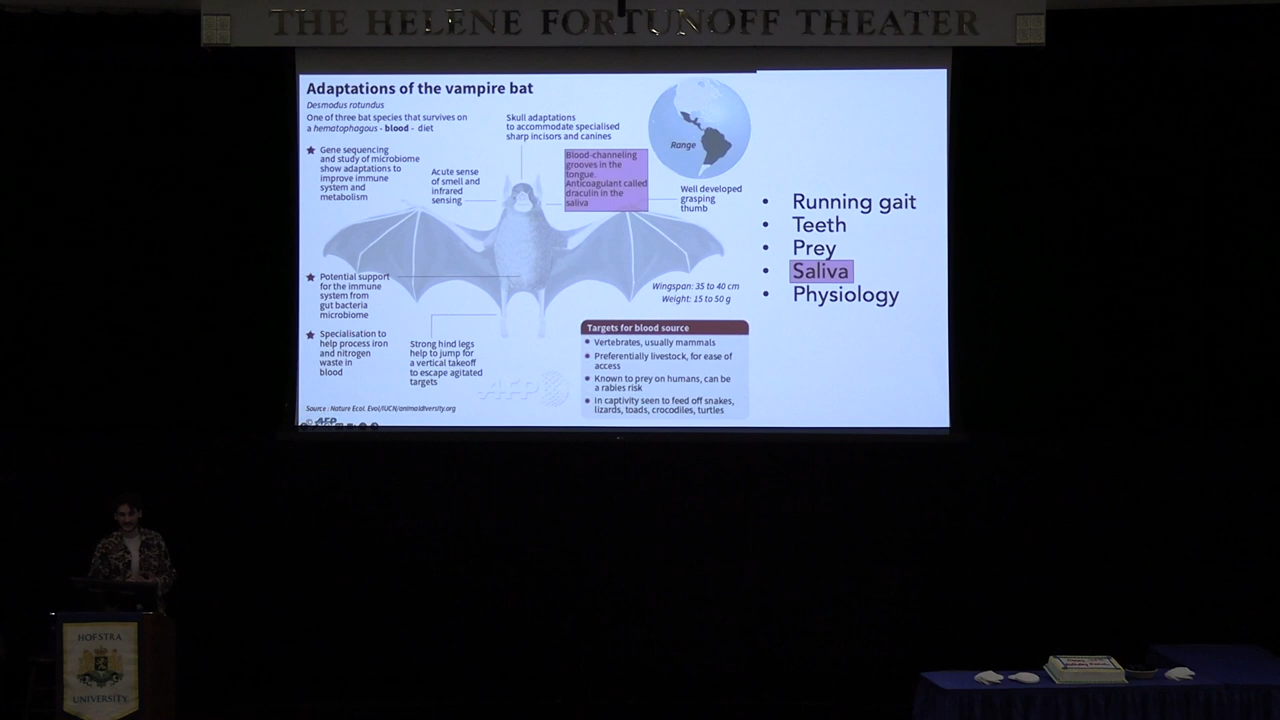 THE HELENE FORTUNOFF THEATER
Adaptations of the vampire bat
Desmodus rotundus
One of three bat species that survives on
a hematophagous - blood - diet
Gene sequencing
and study of microbiome
show adaptations to
improve immune
system and
metabolism
Acute sense
of smell and
infrared
sensing
Skull adaptations
to accommodate specialised
sharp incisors and canines
Blood-channeling
grooves in the
tongue.
Anticoagulant called
draculin in the
saliva
Range
Well developed
grasping
thumb
Potential support
for the immune
system from
gut bacteria
microbiome
Wingspan: 35 to 40 cm
Weight: 15 to 50 g
Specialisation to
help process iron
and nitrogen
waste in
blood
Strong hind legs
help to jump for
a vertical takeoff
to escape agitated
targets
AFP
Targets for blood source
Vertebrates, usually mammals
Preferentially livestock, for ease of
access
Known to prey on humans, can be
a rabies risk
In captivity seen to feed off snakes,
lizards, toads, crocodiles, turtles
Source : Nature Ecol. Evol/IUCN/animaldiversity.org
© AFP
• Running gait
• Teeth
• Prey
• Saliva
• Physiology
HOFSTRA
UNIVERSITY